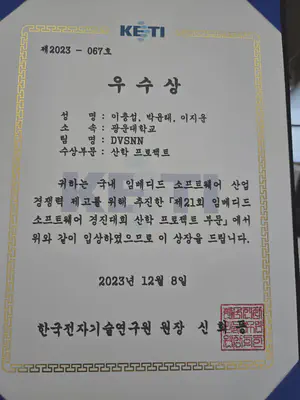 KETI
제2023 - 067호
우수상
성 명 : 이충섭, 박윤태, 이지운
소 속 : 광운대학교
팀 명 : DVSNN
수상부문 : 산학 프로젝트
귀하는 국내 임베디드 소프트웨어 산업
경쟁력 제고를 위해 추진한 「제21회 임베디드
소프트웨어 경진대회 산학 프로젝트 부문」에서
위와 같이 입상하였으므로 이 상장을 드립니다.
2023년 12월 8일
한국전자기술연구원 원장 신희동